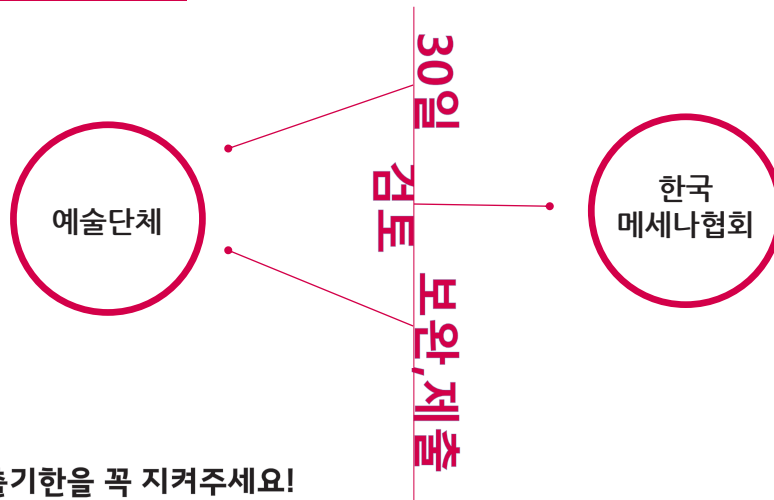 30일
예술단체
검토
한국
메세나협회
보완,제출
출기한을 꼭 지켜주세요!